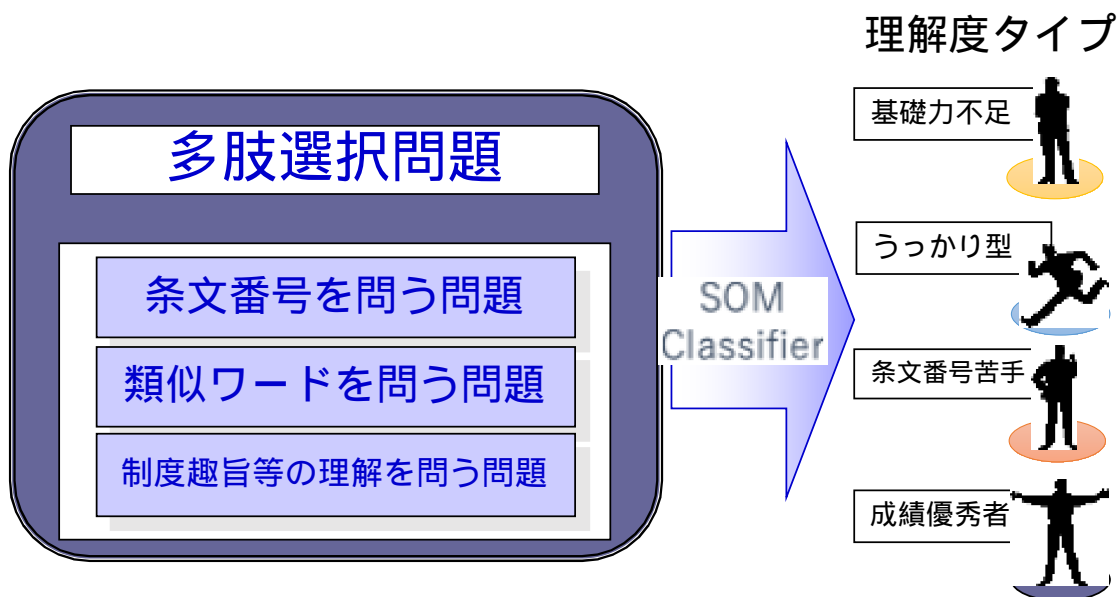 理解度タイプ
多肢選択問題
条文番号を問う問題
類似ワードを問う問題
制度趣旨等の理解を問う問題
SOM
Classifier
基礎力不足
うっかり型
条文番号苦手
成績優秀者